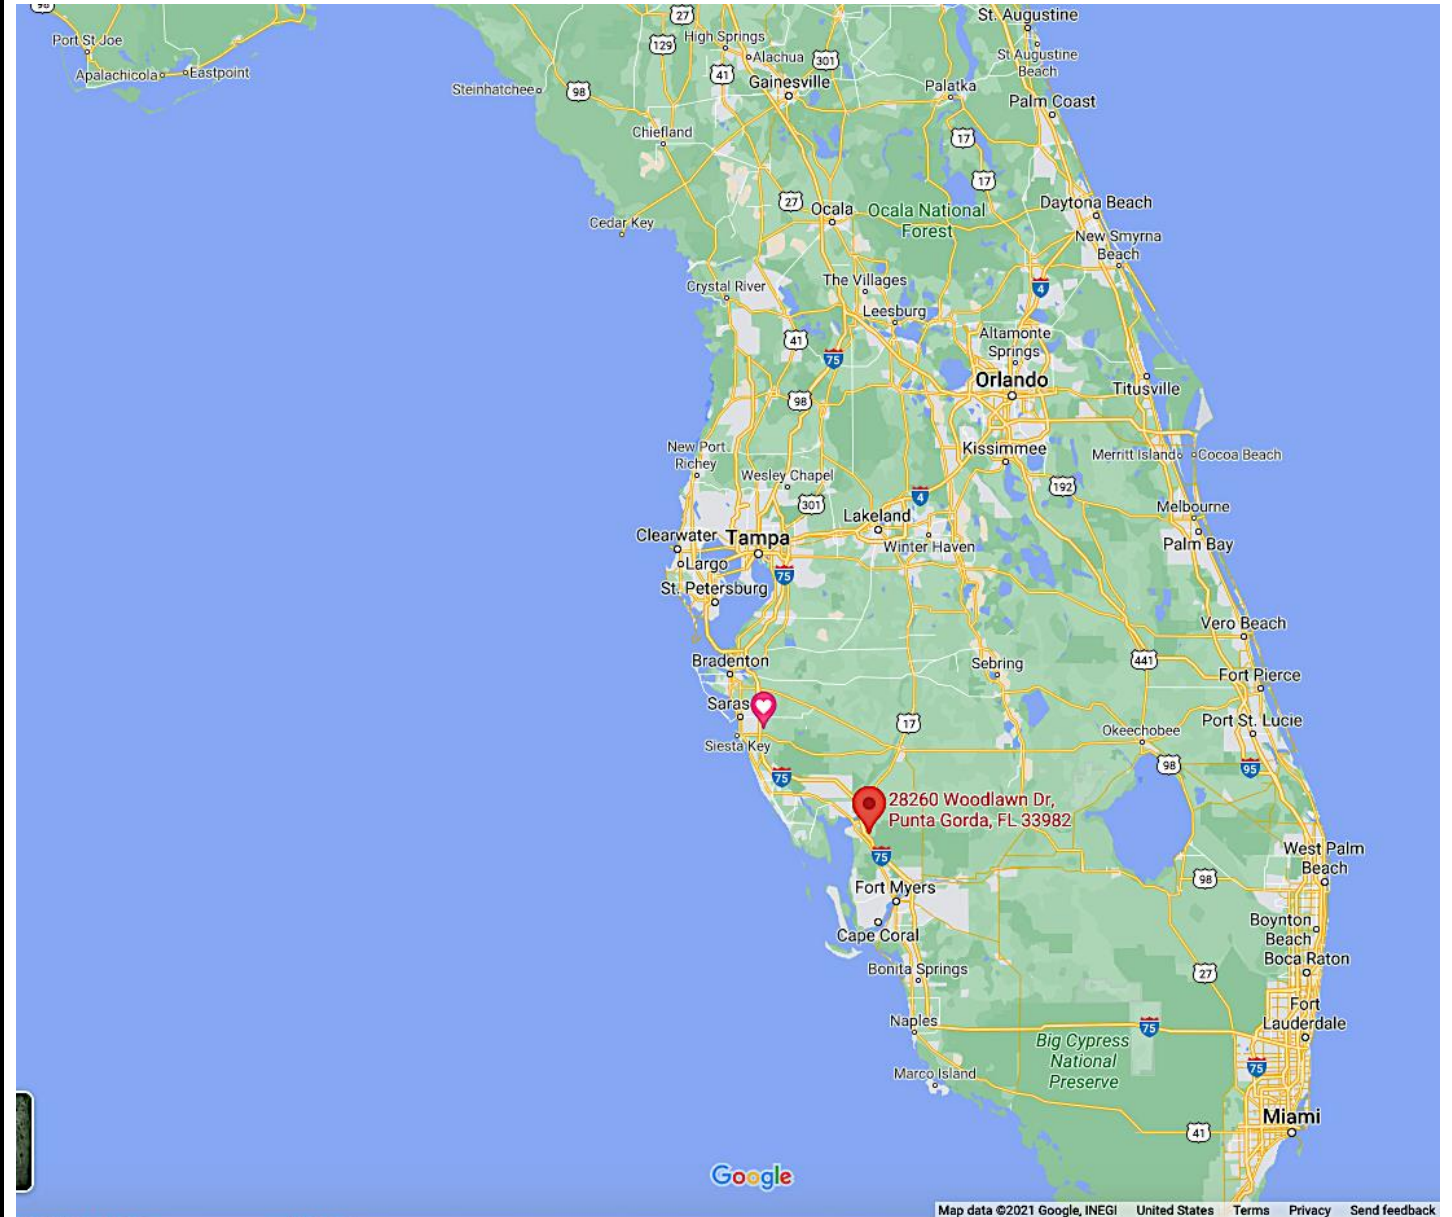 98
27
St. Augustine
Port St Joe
129
High Springs
Alachua
301
St Augustine
Beach
Apalachicola
Eastpoint
41
Gainesville
Steinhatchee
98
Palatka
Palm Coast
Chiefland
17
17
27
Ocala
Ocala National
Forest
Daytona Beach
Cedar Key
New Smyrna
Beach
Crystal River
The Villages
4
Leesburg
41
75
Altamonte
Springs
Orlando
Titusville
98
New Port
Richey
Kissimmee
Merritt Island
Cocoa Beach
Wesley Chapel
192
301
4
Lakeland
Melbourne
Clearwater
Tampa
Winter Haven
Palm Bay
Largo
75
St. Petersburg
Vero Beach
Bradenton
Sebring
441
Fort Pierce
Saras
17
Port St. Lucie
Okeechobee
Siesta Key
98
95
75
28260 Woodlawn Dr,
Punta Gorda, FL 33982
75
West Palm
Beach
98
Fort Myers
Boynton
Beach
Cape Coral
Boca Raton
Bonita Springs
27
Fort
Lauderdale
Naples
75
Big Cypress
National
Preserve
75
Marco Island
41
Miami
Google
Map data ©2021 Google, INEGI United States Terms Privacy Send feedback